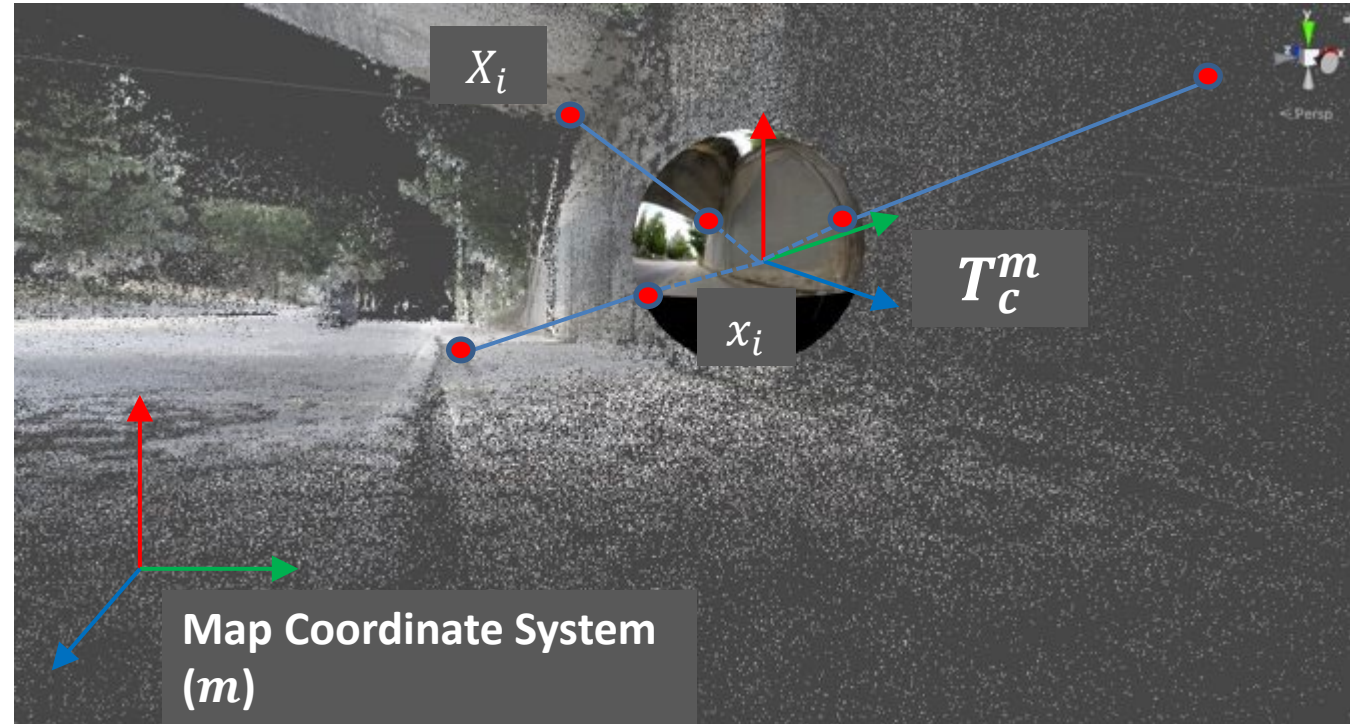 X_i
y
x
z
< Persp
T_c^m
x_i
Map Coordinate System
(m)